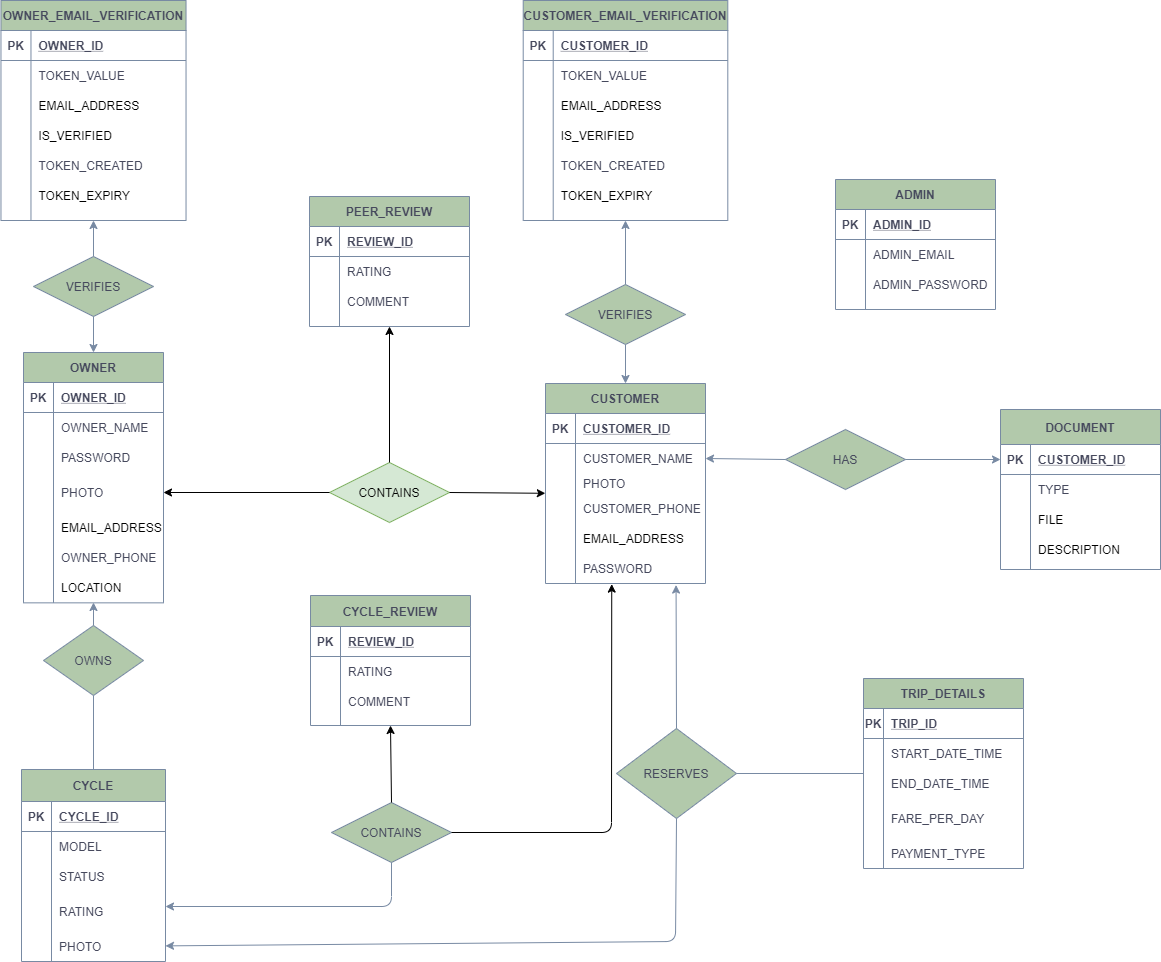 OWNER_EMAIL_VERIFICATION
PK OWNER_ID
TOKEN_VALUE
EMAIL_ADDRESS
IS_VERIFIED
TOKEN_CREATED
TOKEN_EXPIRY
CUSTOMER_EMAIL_VERIFICATION
PK CUSTOMER_ID
TOKEN_VALUE
EMAIL_ADDRESS
IS_VERIFIED
TOKEN_CREATED
TOKEN_EXPIRY
ADMIN
PK ADMIN_ID
ADMIN_EMAIL
ADMIN_PASSWORD
PEER_REVIEW
PK REVIEW_ID
RATING
COMMENT
VERIFIES
VERIFIES
OWNER
PK OWNER_ID
OWNER_NAME
PASSWORD
PHOTO
EMAIL_ADDRESS
OWNER_PHONE
LOCATION
CONTAINS
CUSTOMER
PK CUSTOMER_ID
CUSTOMER_NAME
PHOTO
CUSTOMER_PHONE
EMAIL_ADDRESS
PASSWORD
HAS
DOCUMENT
PK CUSTOMER_ID
TYPE
FILE
DESCRIPTION
OWNS
CYCLE_REVIEW
PK REVIEW_ID
RATING
COMMENT
TRIP_DETAILS
PK TRIP_ID
START_DATE_TIME
END_DATE_TIME
FARE_PER_DAY
PAYMENT_TYPE
RESERVES
CYCLE
PK CYCLE_ID
MODEL
STATUS
RATING
PHOTO
CONTAINS